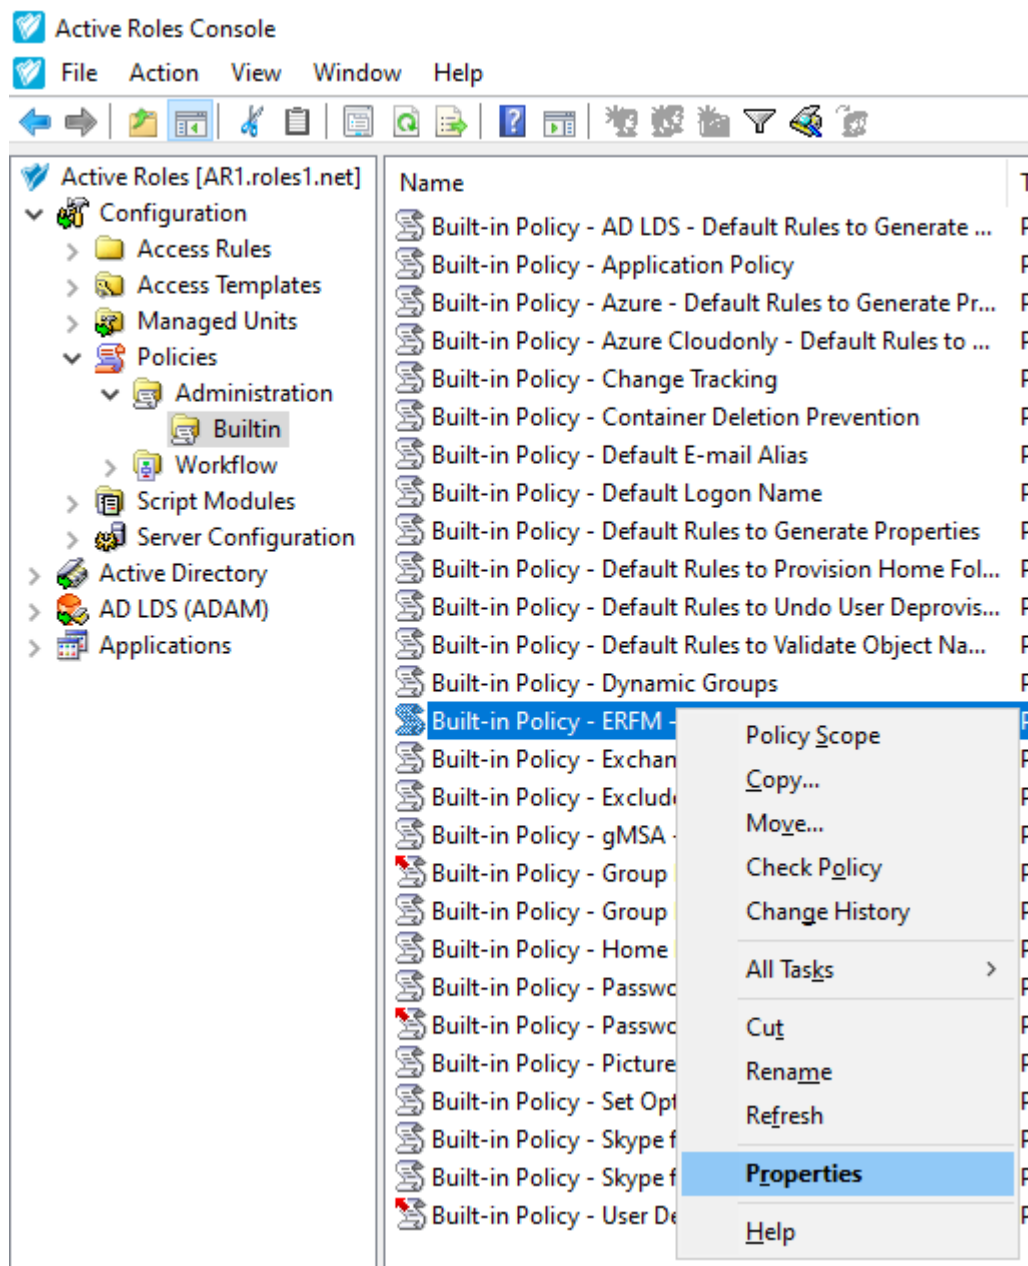 Active Roles Console
File Action View Window Help
Active Roles [AR1.roles1.net]
Configuration
Access Rules
Access Templates
Managed Units
Policies
Administration
Builtin
Workflow
Script Modules
Server Configuration
Active Directory
AD LDS (ADAM)
Applications
Name
Built-in Policy - AD LDS - Default Rules to Generate ...
Built-in Policy - Application Policy
Built-in Policy - Azure - Default Rules to Generate Pr...
Built-in Policy - Azure Cloudonly - Default Rules to ...
Built-in Policy - Change Tracking
Built-in Policy - Container Deletion Prevention
Built-in Policy - Default E-mail Alias
Built-in Policy - Default Logon Name
Built-in Policy - Default Rules to Generate Properties
Built-in Policy - Default Rules to Provision Home Fol...
Built-in Policy - Default Rules to Undo User Deprovis...
Built-in Policy - Default Rules to Validate Object Na...
Built-in Policy - Dynamic Groups
Built-in Policy - ERFM -
Built-in Policy - Exchan
Built-in Policy - Exclud
Built-in Policy - gMSA -
Built-in Policy - Group
Built-in Policy - Group
Built-in Policy - Home
Built-in Policy - Passwo
Built-in Policy - Passwo
Built-in Policy - Picture
Built-in Policy - Set Opt
Built-in Policy - Skype f
Built-in Policy - Skype f
Built-in Policy - User De
Policy Scope
Copy...
Move...
Check Policy
Change History
All Tasks
Cut
Rename
Refresh
Properties
Help